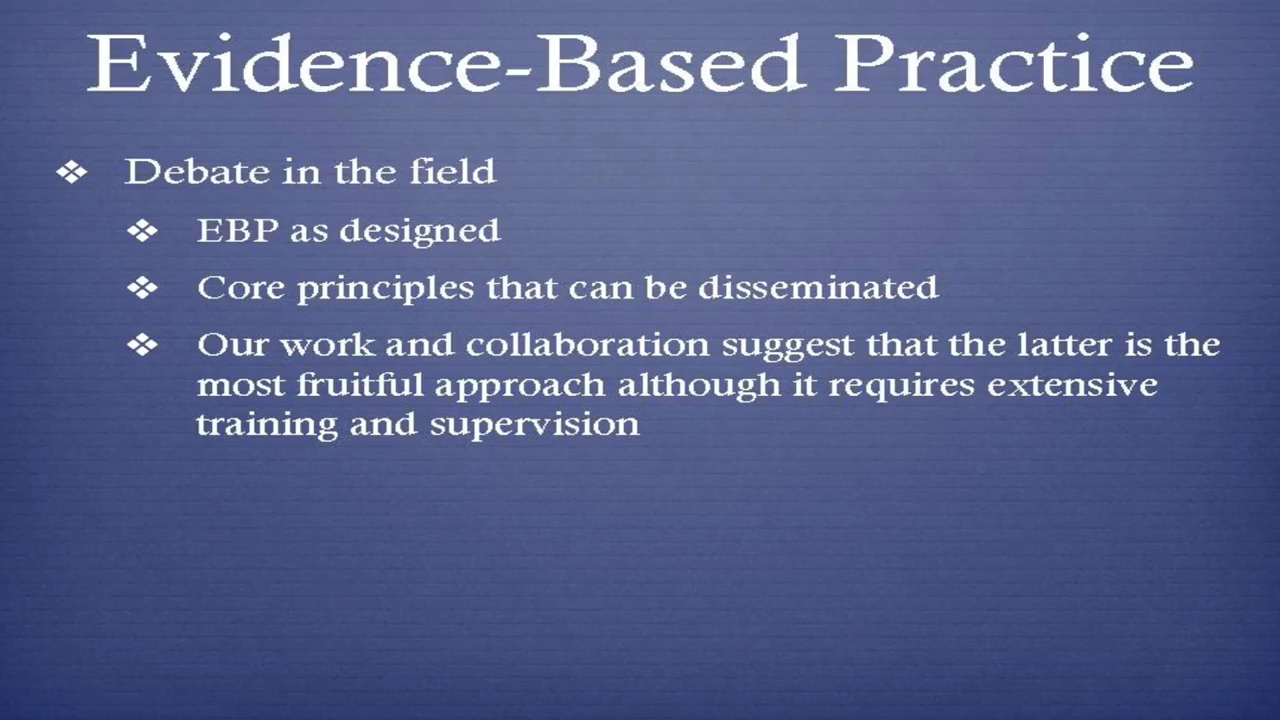 Evidence-Based Practice
❖ Debate in the field
❖ EBP as designed
❖ Core principles that can be disseminated
❖ Our work and collaboration suggest that the latter is the
most fruitful approach although it requires extensive
training and supervision